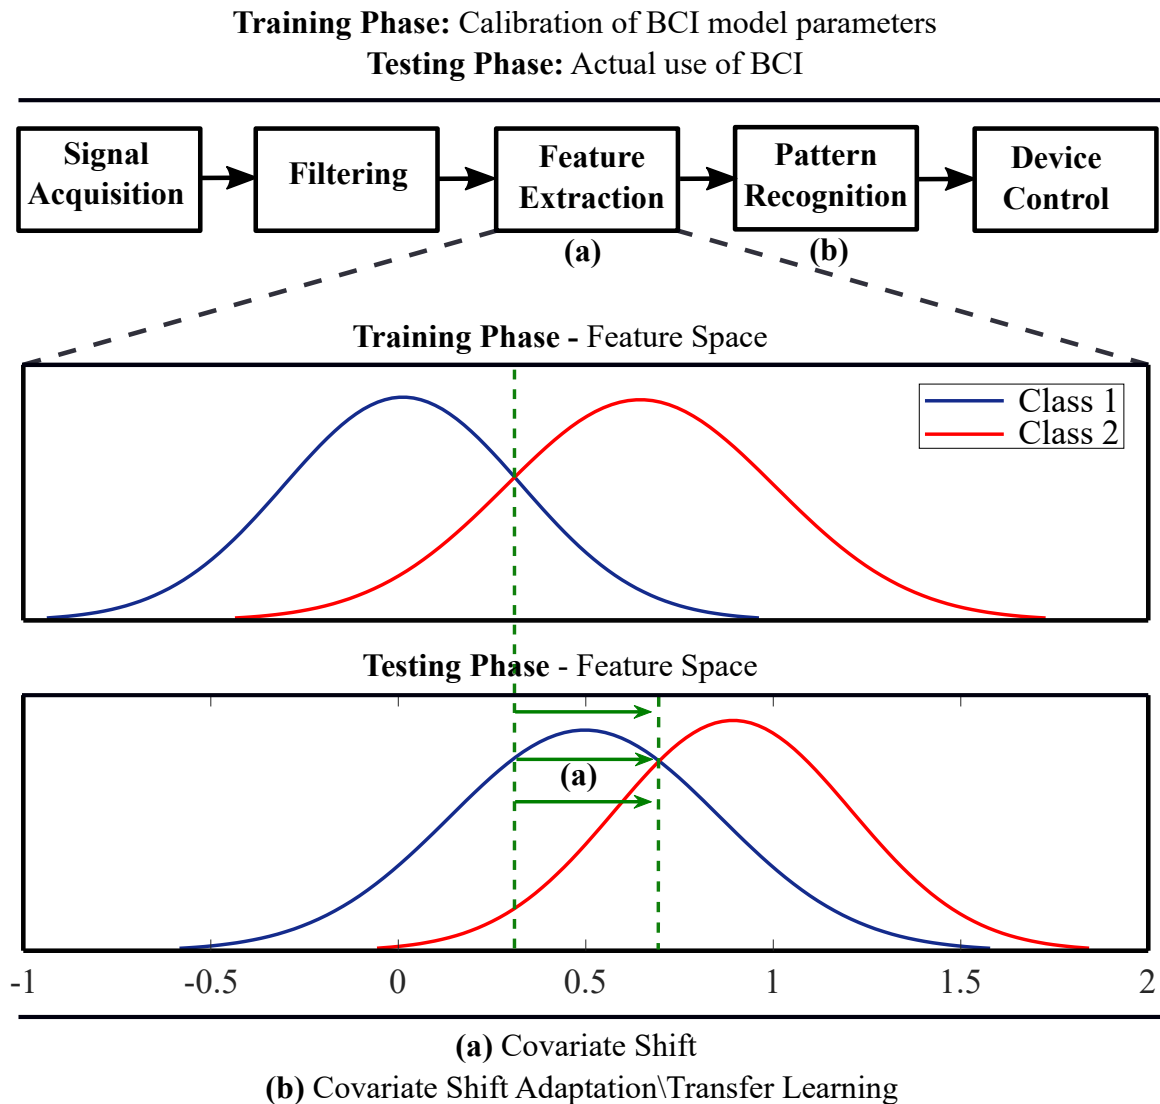 Training Phase: Calibration of BCI model parameters
Testing Phase: Actual use of BCI
Signal
Acquisition
Filtering
Feature
Extraction
Pattern
Recognition
Device
Control
(a)
(b)
Training Phase - Feature Space
Class 1
Class 2
Testing Phase - Feature Space
(a)
-1
-0.5
0
0.5
1
1.5
2
(a) Covariate Shift
(b) Covariate Shift Adaptation\Transfer Learning